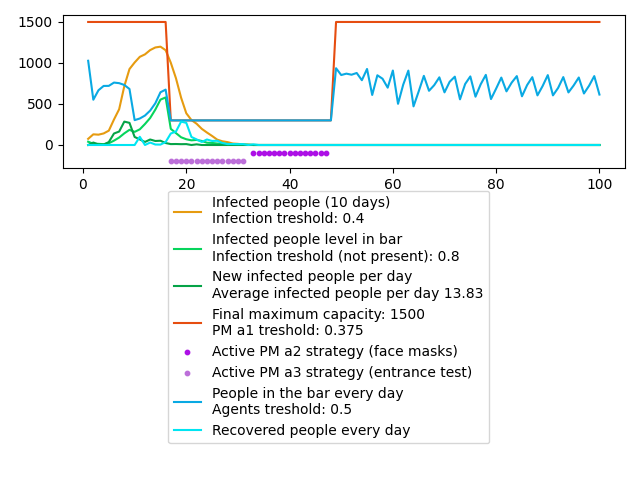 1500
1000
500
0
0
20
40
60
80
100
Infected people (10 days)
Infection treshold: 0.4
Infected people level in bar
Infection treshold (not present): 0.8
New infected people per day
Average infected people per day 13.83
Final maximum capacity: 1500
PM a1 treshold: 0.375
Active PM a2 strategy (face masks)
Active PM a3 strategy (entrance test)
People in the bar every day
Agents treshold: 0.5
Recovered people every day